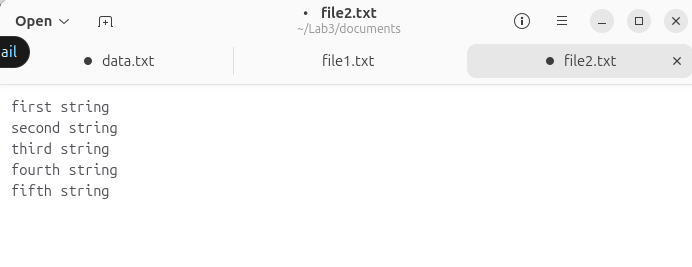 Open
• file2.txt
~/Lab3/documents
ail
• data.txt
file1.txt
• file2.txt
first string
second string
third string
fourth string
fifth string